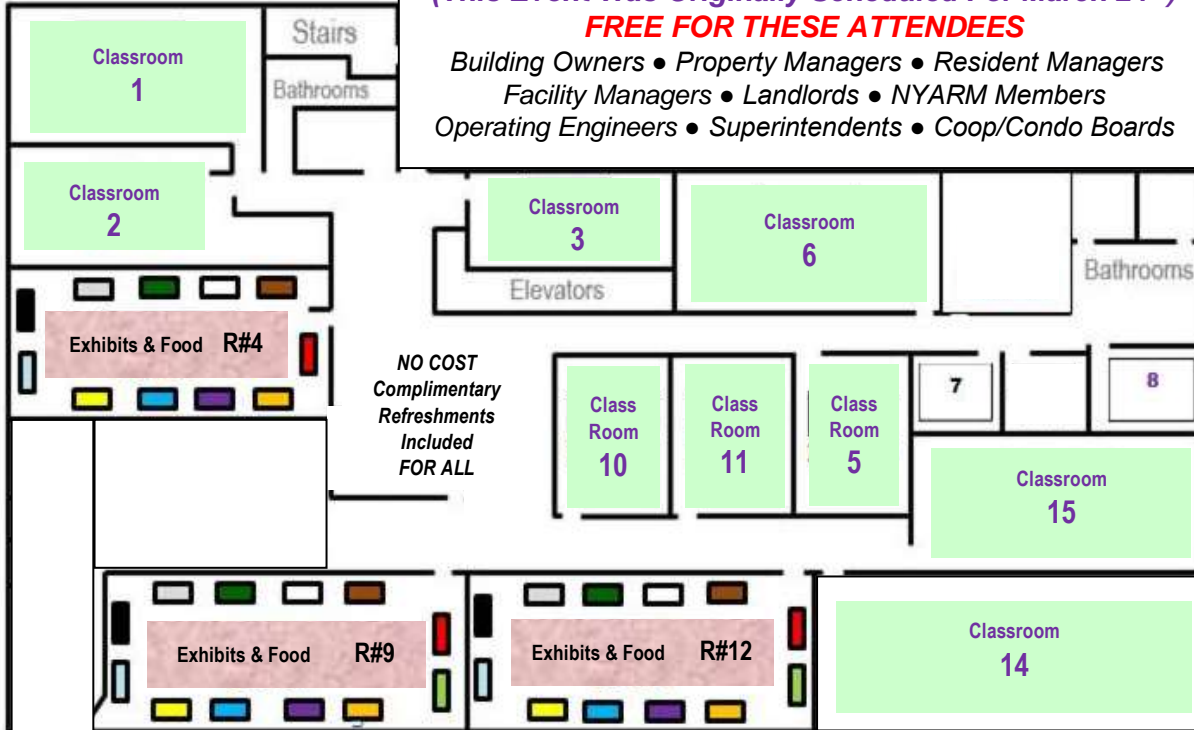 FREE FOR THESE ATTENDEES
Building Owners ● Property Managers ● Resident Managers
Facility Managers ● Landlords ● NYARM Members
Operating Engineers ● Superintendents ● Coop/Condo Boards
Classroom
1
Stairs
Bathrooms
Classroom
2
Classroom
3
Elevators
Classroom
6
Bathrooms
Exhibits & Food R#4
NO COST
Complimentary
Refreshments
Included
FOR ALL
Class
Room
10
Class
Room
11
Class
Room
5
7
8
Classroom
15
Exhibits & Food R#9
Exhibits & Food R#12
Classroom
14